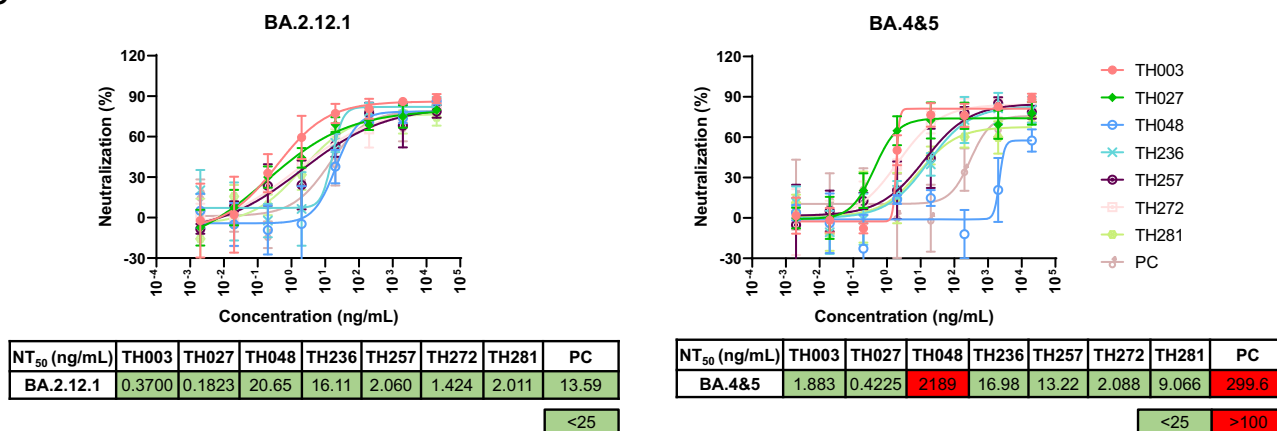 BA.2.12.1
120
90
60
30
0
-30
Neutralization (%)
10⁻⁴ 10⁻³ 10⁻² 10⁻¹ 10⁰ 10¹ 10² 10³ 10⁴ 10⁵
Concentration (ng/mL)
NT₅₀ (ng/mL) TH003 TH027 TH048 TH236 TH257 TH272 TH281 PC
BA.2.12.1 0.3700 0.1823 20.65 16.11 2.060 1.424 2.011 13.59
<25
BA.4&5
120
90
60
30
0
-30
Neutralization (%)
10⁻⁴ 10⁻³ 10⁻² 10⁻¹ 10⁰ 10¹ 10² 10³ 10⁴ 10⁵
Concentration (ng/mL)
TH003
TH027
TH048
TH236
TH257
TH272
TH281
PC
NT₅₀ (ng/mL) TH003 TH027 TH048 TH236 TH257 TH272 TH281 PC
BA.4&5 1.883 0.4225 2189 16.98 13.22 2.088 9.066 299.6
<25 >100